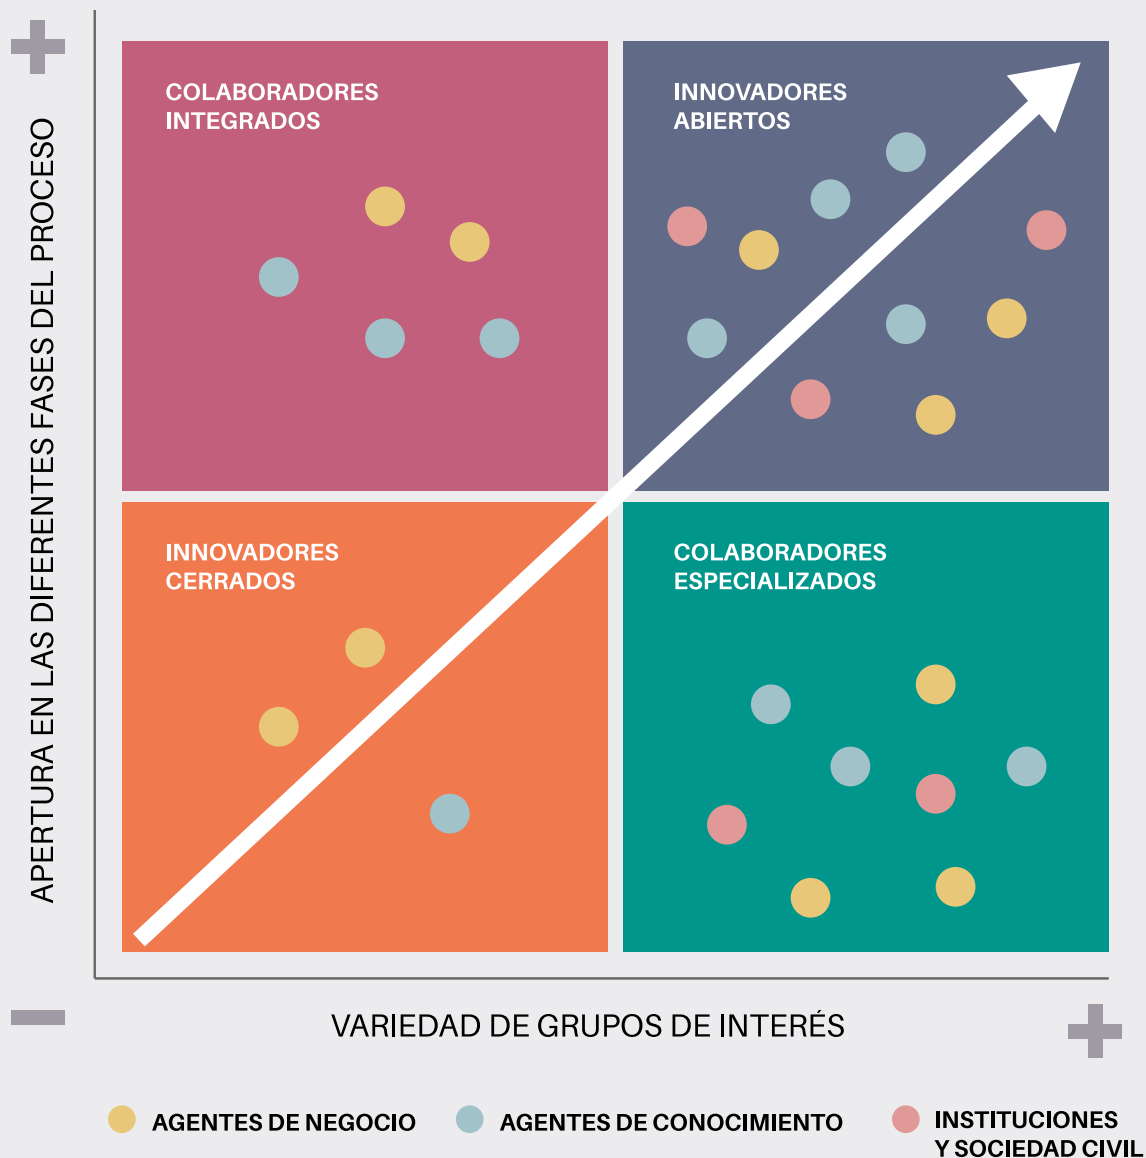 COLABORADORES
INTEGRADOS
INNOVADORES
ABIERTOS
APERTURA EN LAS DIFERENTES FASES DEL PROCESO
INNOVADORES
CERRADOS
COLABORADORES
ESPECIALIZADOS
VARIEDAD DE GRUPOS DE INTERÉS
AGENTES DE NEGOCIO
AGENTES DE CONOCIMIENTO
INSTITUCIONES
Y SOCIEDAD CIVIL